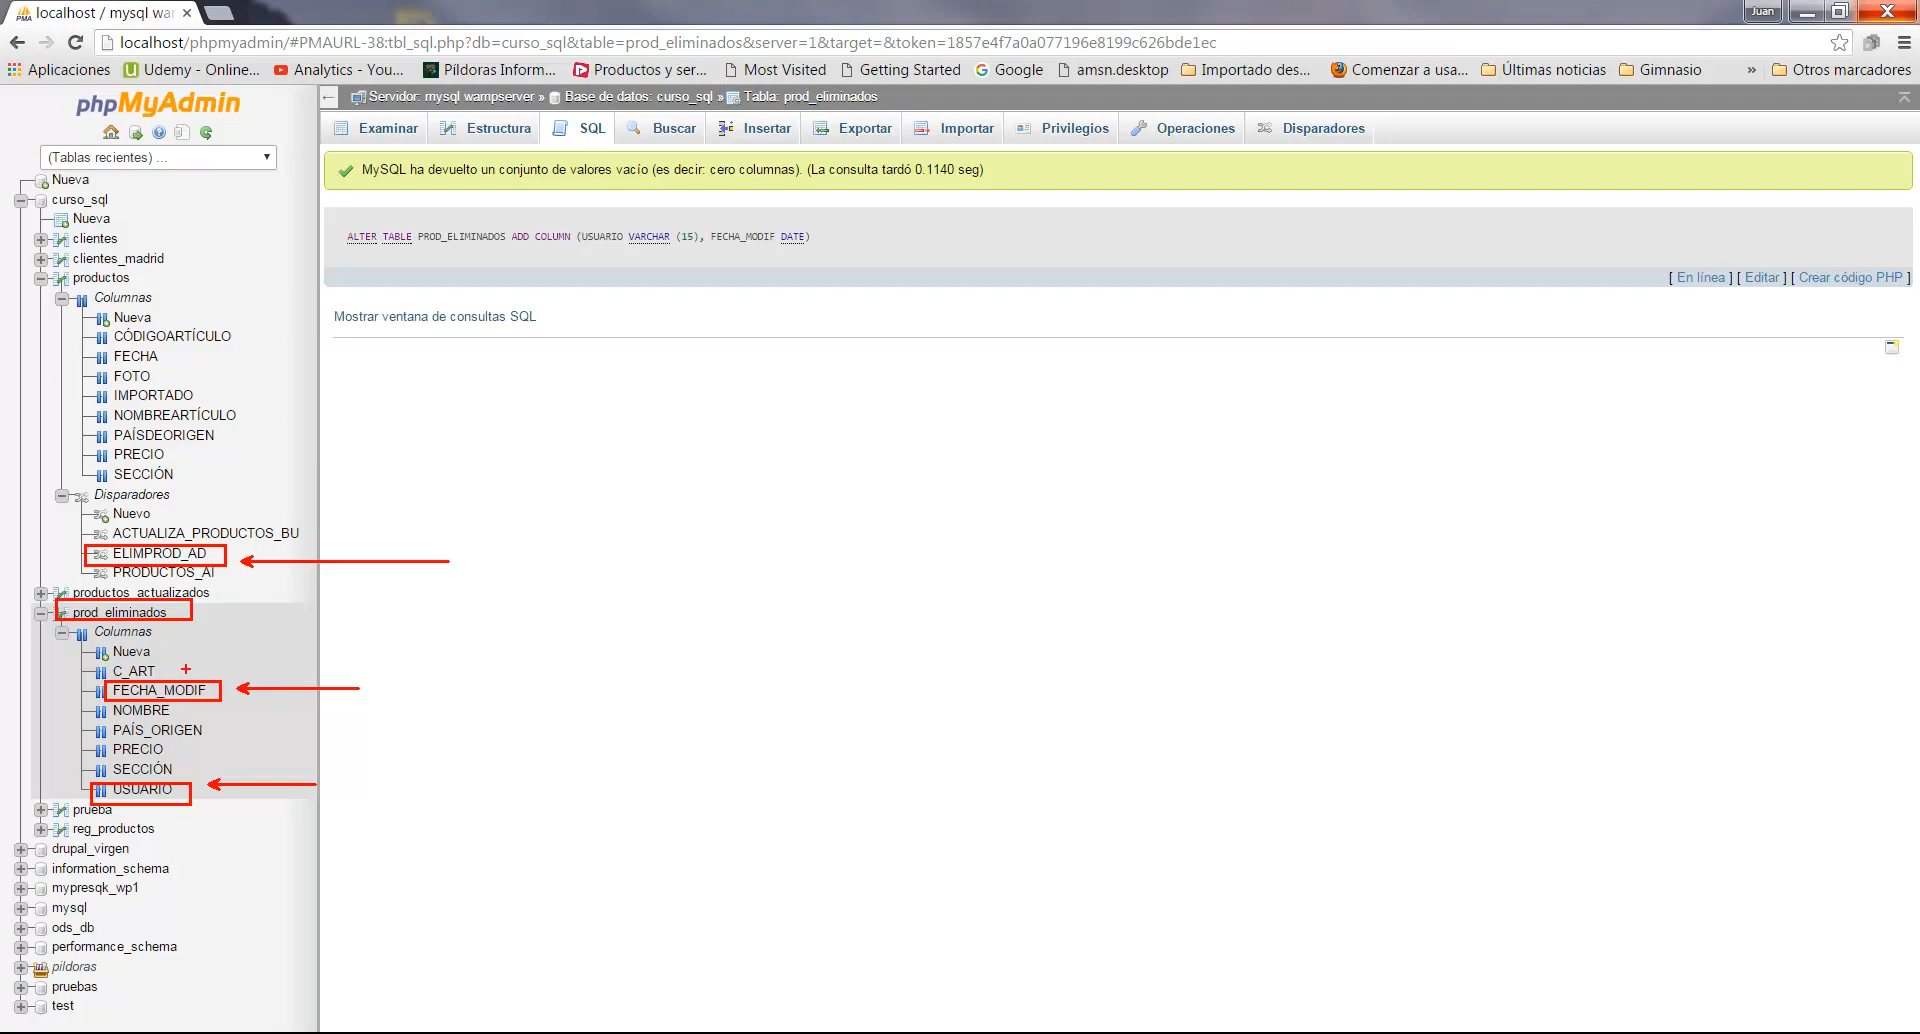 localhost / mysql wa
Juan
localhost/phpmyadmin/#PMAURL-38:tbl_sql.php?db=curso_sql&table=prod_eliminados&server=1&target=&token=1857e4f7a0a077196e8199c626bde1ec
Aplicaciones Udemy - Online... Analytics - You... Píldoras Inform... Productos y ser... Most Visited Getting Started Google amsn.desktop Importado des... Comenzar a usa... Últimas noticias Gimnasio » Otros marcadores
phpMyAdmin
(Tablas recientes) ...
Nueva
curso_sql
Nueva
clientes
clientes_madrid
productos
Columnas
Nueva
CÓDIGOARTÍCULO
FECHA
FOTO
IMPORTADO
NOMBREARTÍCULO
PAÍSDEORIGEN
PRECIO
SECCIÓN
Disparadores
Nuevo
ACTUALIZA_PRODUCTOS_BU
ELIMPROD_AD
PRODUCTOS_AI
productos_actualizados
prod_eliminados
Columnas
Nueva
C_ART
FECHA_MODIF
NOMBRE
PAÍS_ORIGEN
PRECIO
SECCIÓN
USUARIO
prueba
reg_productos
drupal_virgen
information_schema
mypresqk_wp1
mysql
ods_db
performance_schema
pildoras
pruebas
test
Servidor: mysql wampserver » Base de datos: curso_sql » Tabla: prod_eliminados
Examinar Estructura SQL Buscar Insertar Exportar Importar Privilegios Operaciones Disparadores
MySQL ha devuelto un conjunto de valores vacío (es decir: cero columnas). (La consulta tardó 0.1140 seg)
ALTER TABLE PROD_ELIMINADOS ADD COLUMN (USUARIO VARCHAR (15), FECHA_MODIF DATE)
[ En línea ] [ Editar ] [ Crear código PHP ]
Mostrar ventana de consultas SQL